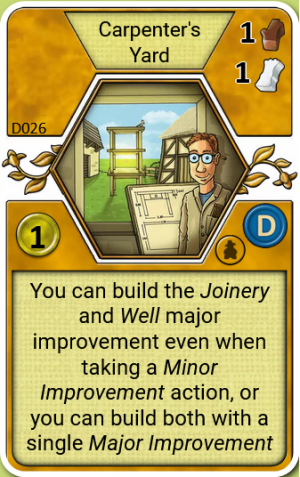 Carpenter's
Yard
1
1
D026
1
D
You can build the Joinery
and Well major
improvement even when
taking a Minor
Improvement action, or
you can build both with a
single Major Improvement